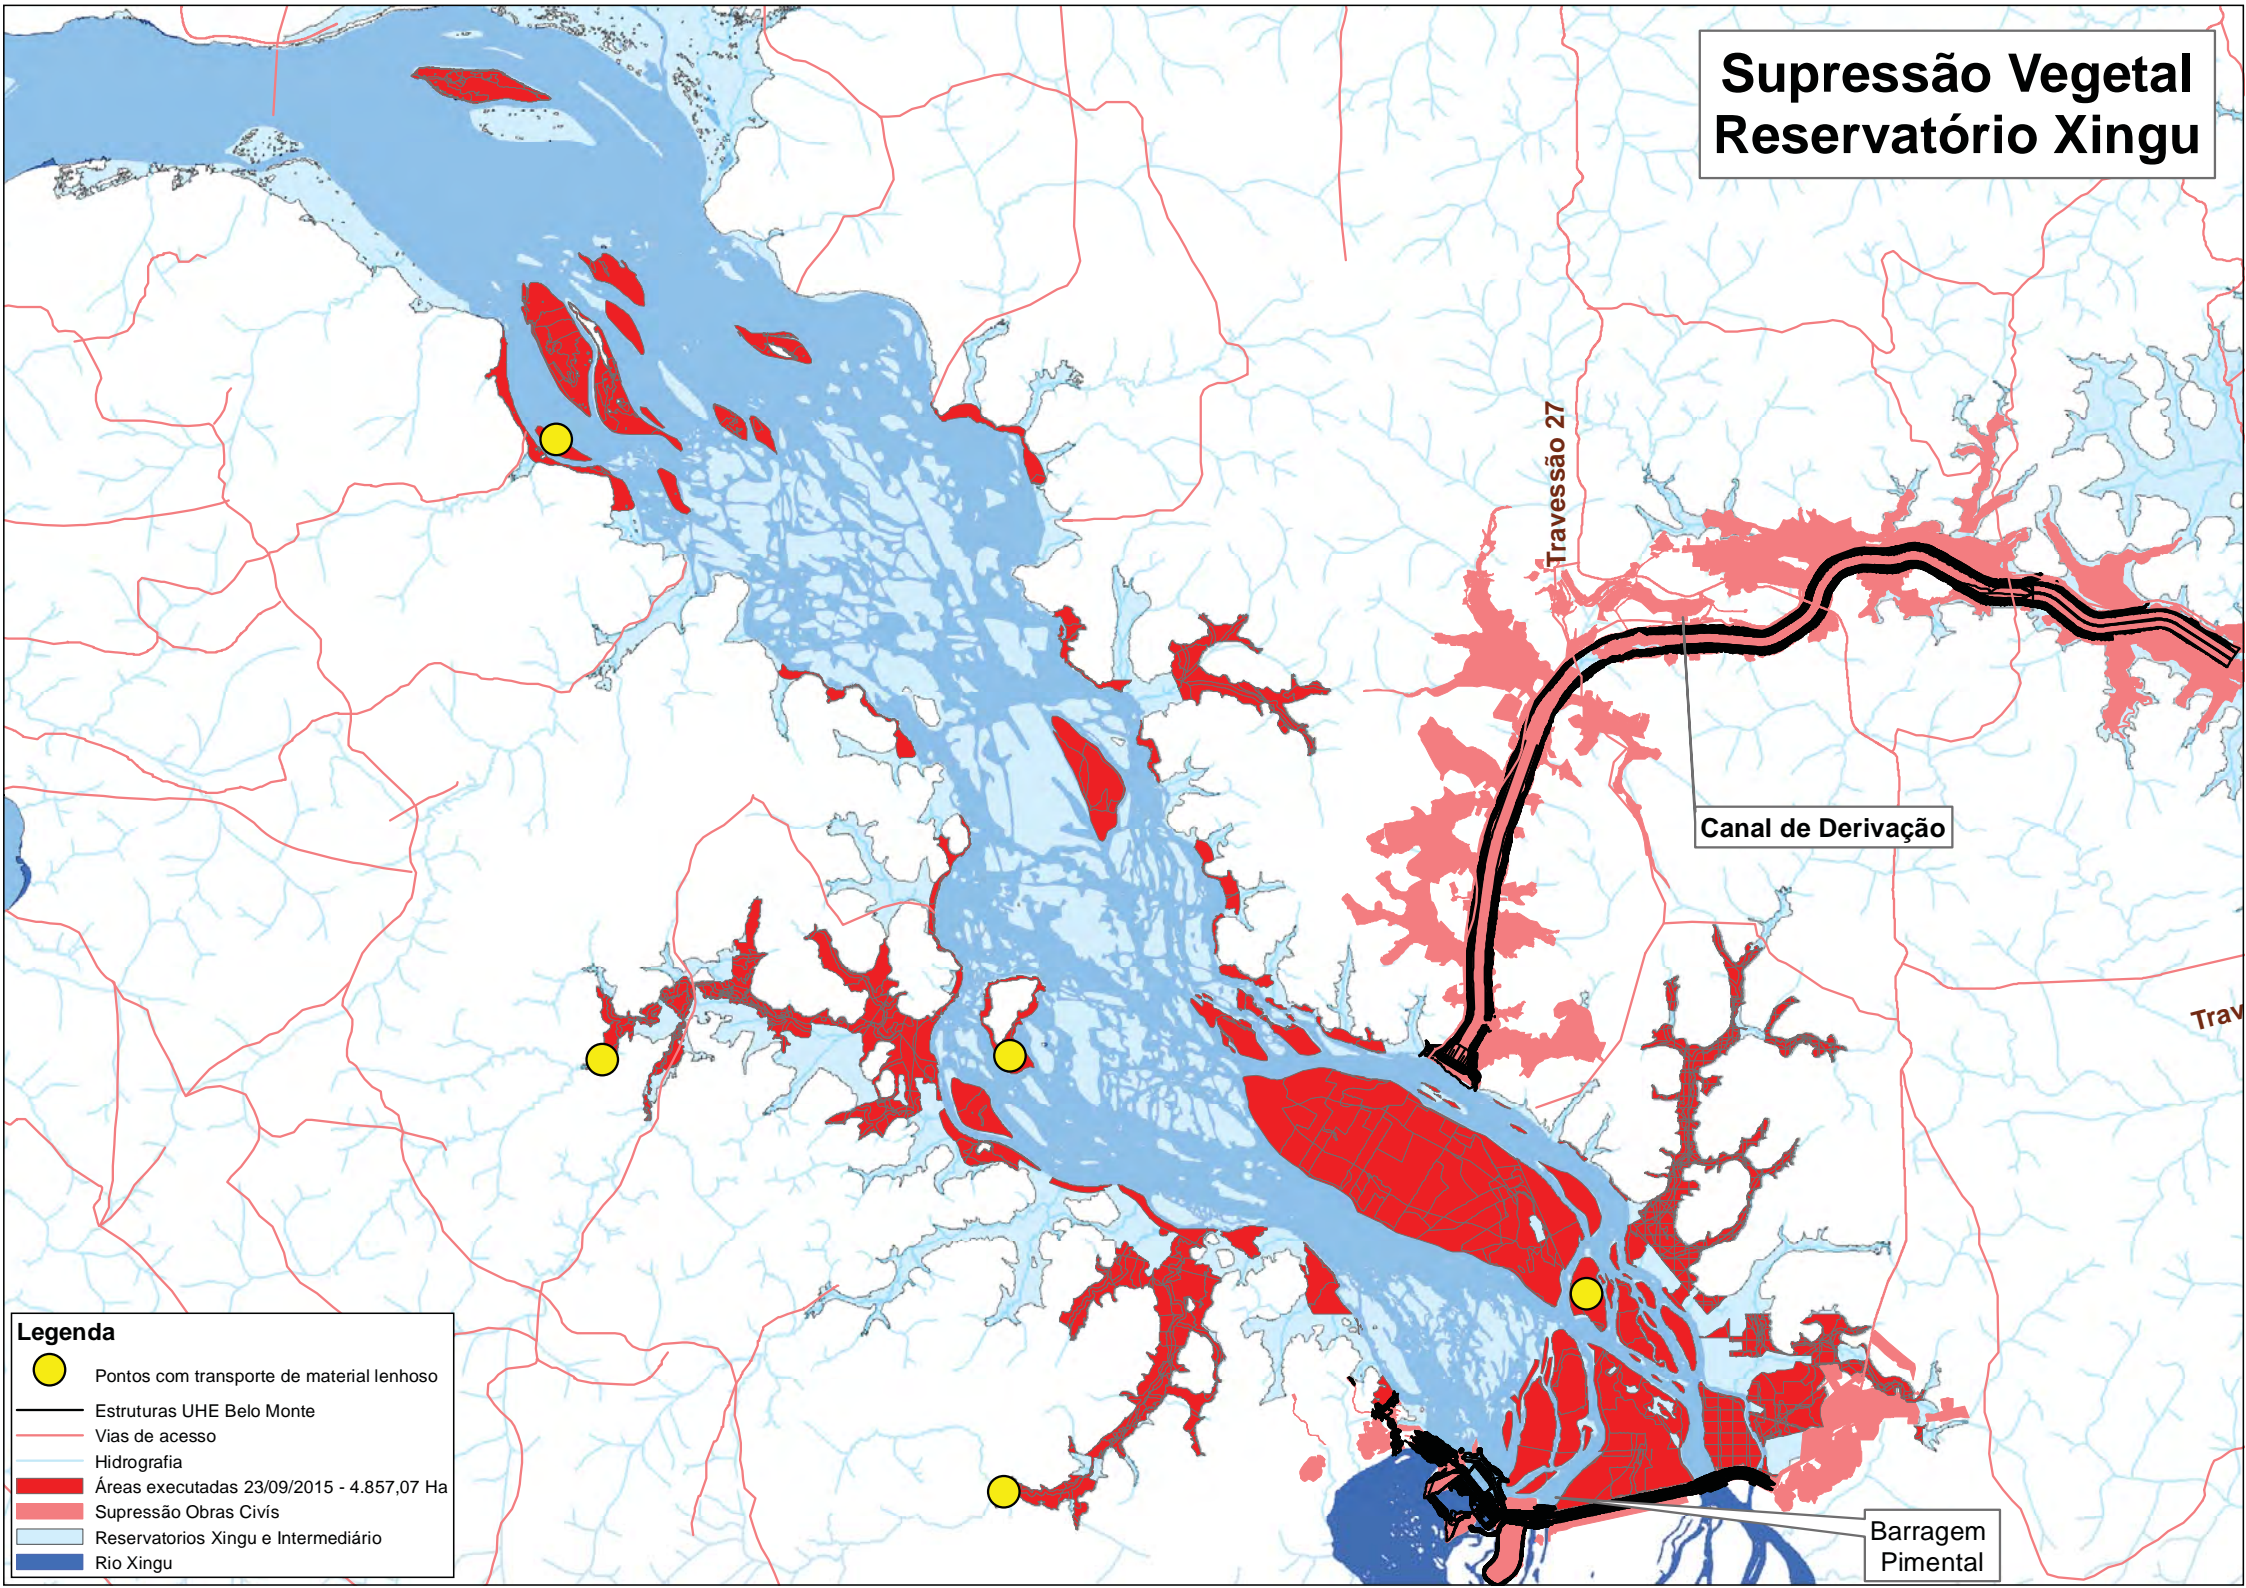 Supressão Vegetal
Reservatório Xingu
Travessão 27
Canal de Derivação
Trav
Legenda
Pontos com transporte de material lenhoso
Estruturas UHE Belo Monte
Vias de acesso
Hidrografia
Áreas executadas 23/09/2015 - 4.857,07 Ha
Supressão Obras Civís
Reservatorios Xingu e Intermediário
Rio Xingu
Barragem
Pimental